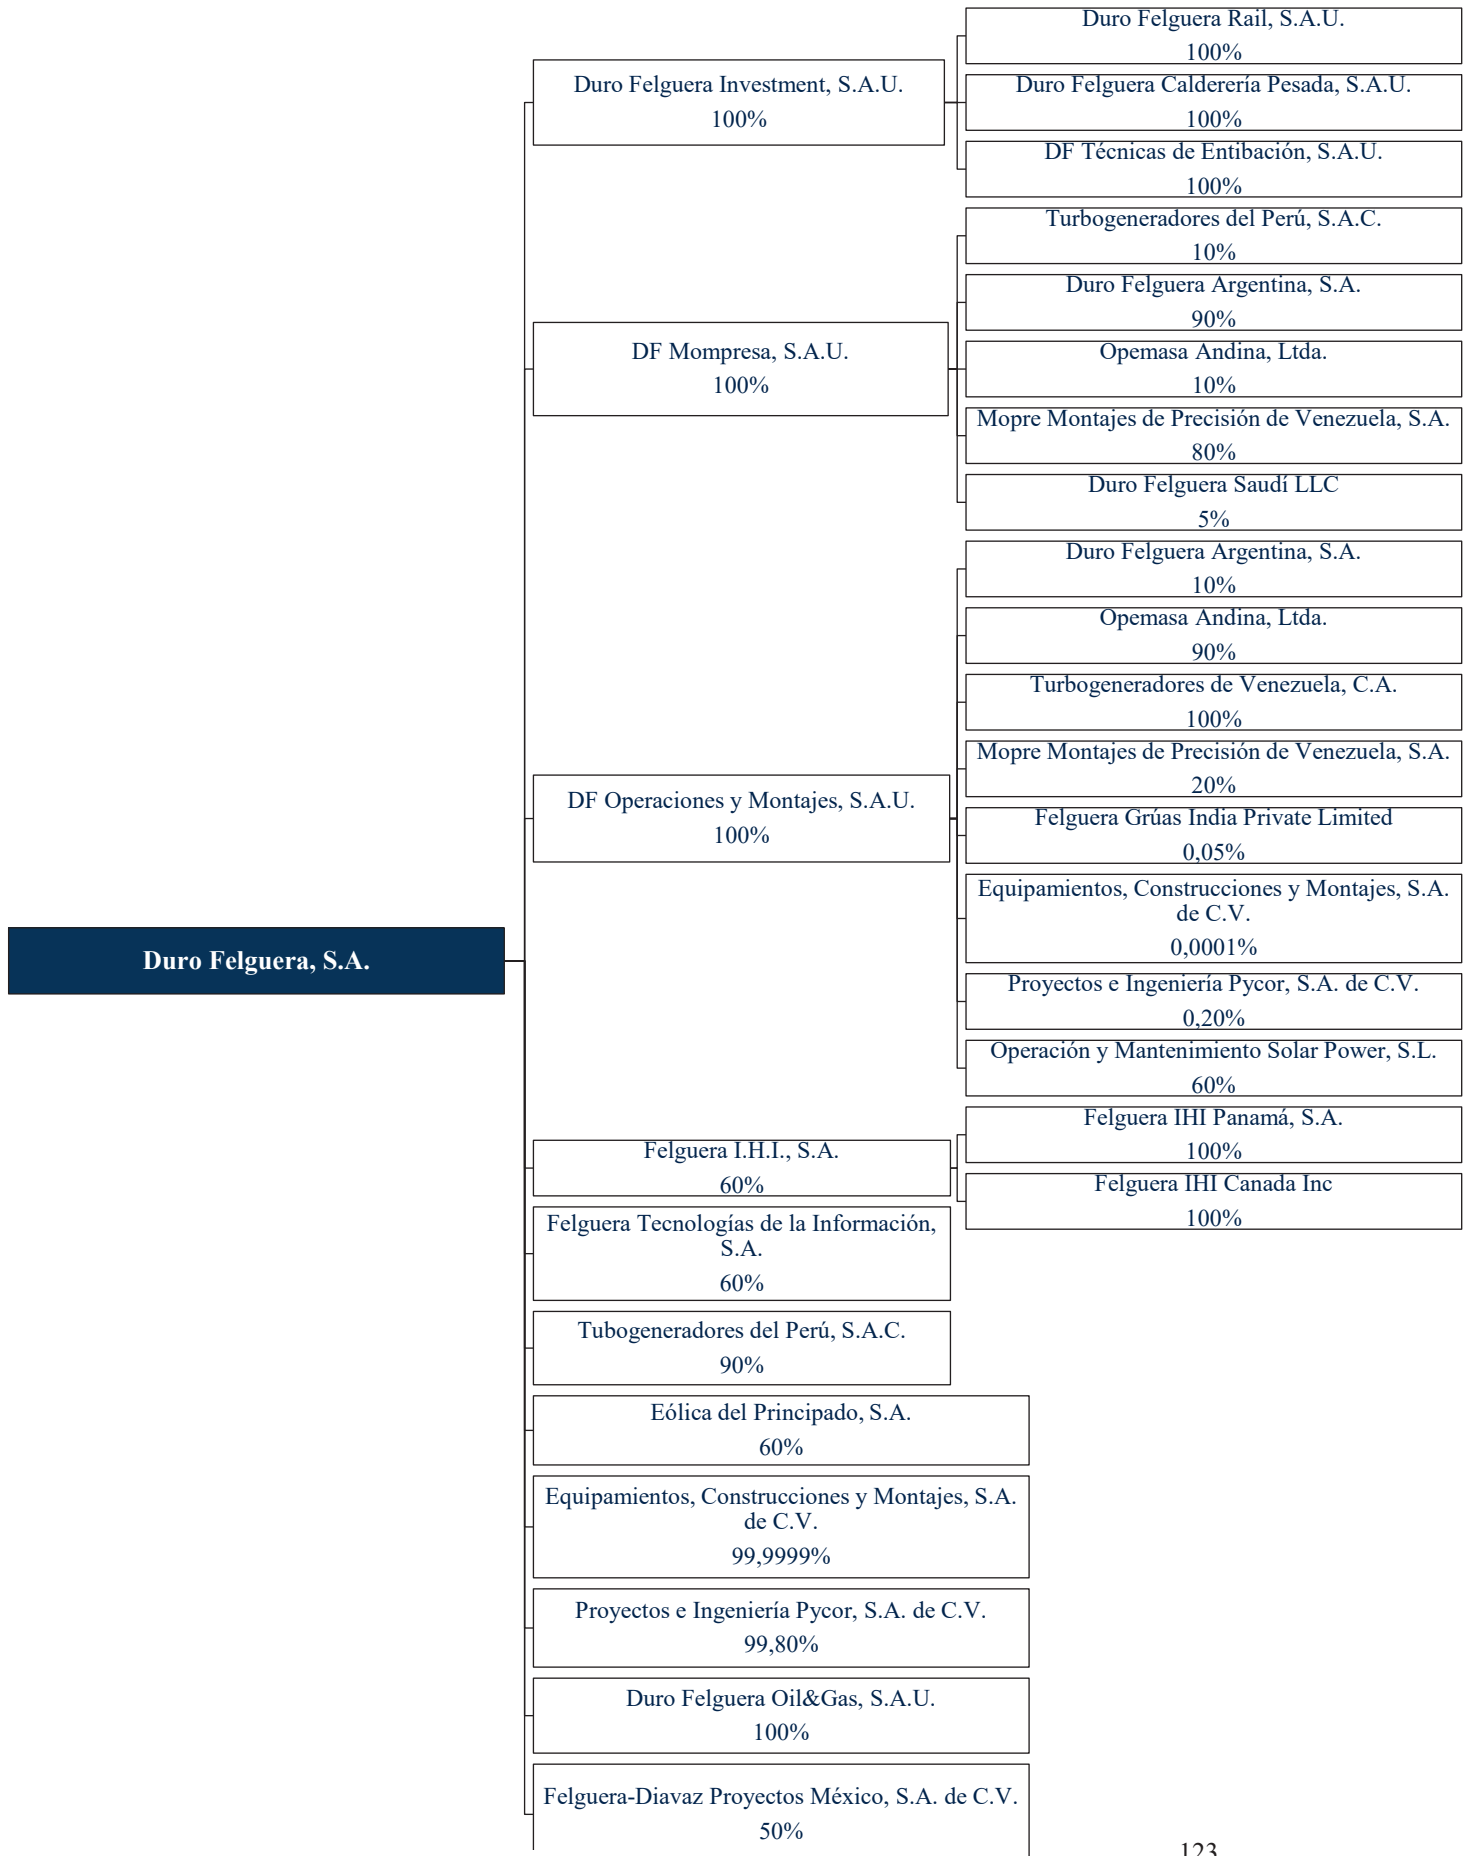 Duro Felguera, S.A.
Duro Felguera Investment, S.A.U.
100%
Duro Felguera Rail, S.A.U.
100%
Duro Felguera Calderería Pesada, S.A.U.
100%
DF Técnicas de Entibación, S.A.U.
100%
DF Mompresa, S.A.U.
100%
Turbogeneradores del Perú, S.A.C.
10%
Duro Felguera Argentina, S.A.
90%
Opemasa Andina, Ltda.
10%
Mopre Montajes de Precisión de Venezuela, S.A.
80%
Duro Felguera Saudí LLC
5%
DF Operaciones y Montajes, S.A.U.
100%
Duro Felguera Argentina, S.A.
10%
Opemasa Andina, Ltda.
90%
Turbogeneradores de Venezuela, C.A.
100%
Mopre Montajes de Precisión de Venezuela, S.A.
20%
Felguera Grúas India Private Limited
0,05%
Equipamientos, Construcciones y Montajes, S.A.
de C.V.
0,0001%
Proyectos e Ingeniería Pycor, S.A. de C.V.
0,20%
Operación y Mantenimiento Solar Power, S.L.
60%
Felguera I.H.I., S.A.
60%
Felguera IHI Panamá, S.A.
100%
Felguera IHI Canada Inc
100%
Felguera Tecnologías de la Información,
S.A.
60%
Tubogeneradores del Perú, S.A.C.
90%
Eólica del Principado, S.A.
60%
Equipamientos, Construcciones y Montajes, S.A.
de C.V.
99,9999%
Proyectos e Ingeniería Pycor, S.A. de C.V.
99,80%
Duro Felguera Oil&Gas, S.A.U.
100%
Felguera-Diavaz Proyectos México, S.A. de C.V.
50%
123